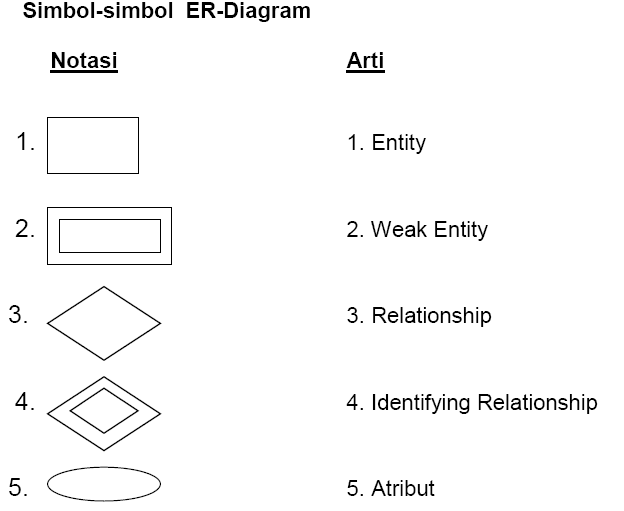 Simbol-simbol ER-Diagram
Notasi Arti
1. 1. Entity
2. 2. Weak Entity
3. 3. Relationship
4. 4. Identifying Relationship
5. 5. Atribut